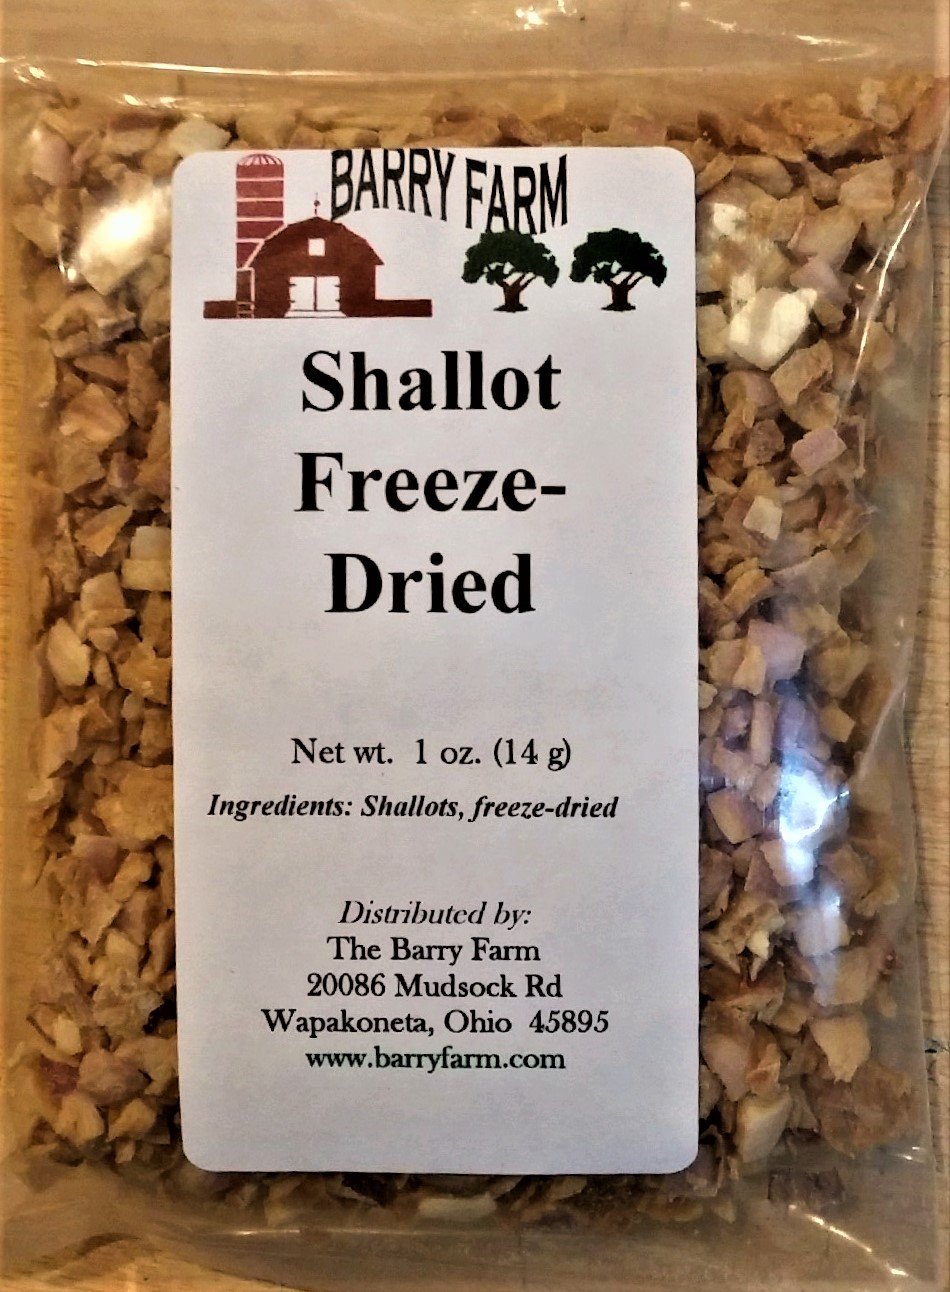 BARRY FARM
Shallot
Freeze-
Dried
Net wt.  1 oz. (14 g)
Ingredients: Shallots, freeze-dried
Distributed by:
The Barry Farm
20086 Mudsock Rd
Wapakoneta, Ohio  45895
www.barryfarm.com